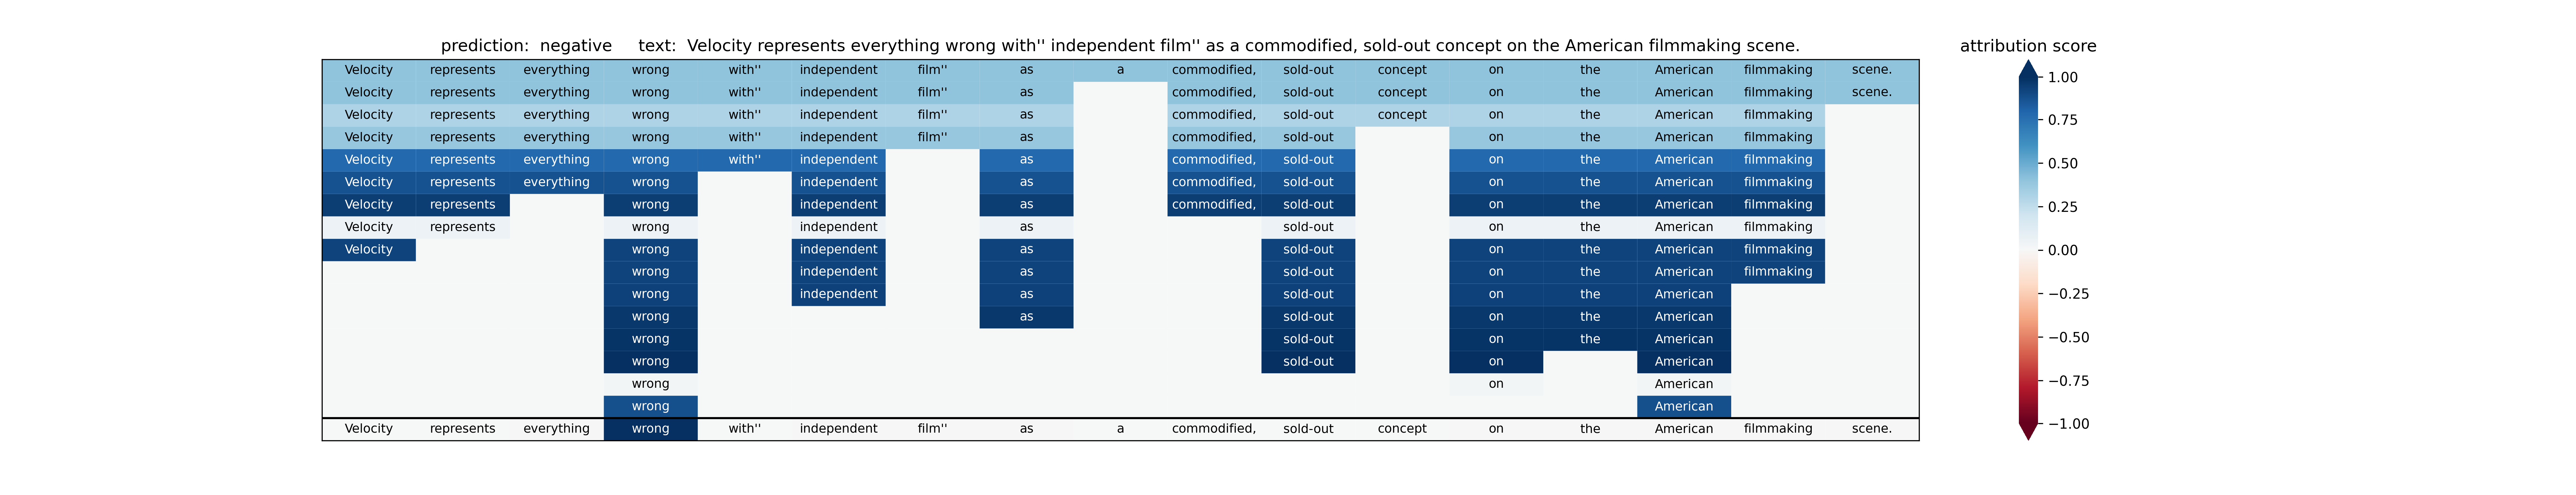 prediction:  negative     text:  Velocity represents everything wrong with'' independent film'' as a commodified, sold-out concept on the American filmmaking scene.
attribution score
Velocity represents everything wrong with'' independent film'' as a commodified, sold-out concept on the American filmmaking scene.
Velocity represents everything wrong with'' independent film'' as commodified, sold-out concept on the American filmmaking scene.
Velocity represents everything wrong with'' independent film'' as commodified, sold-out concept on the American filmmaking
Velocity represents everything wrong with'' independent film'' as commodified, sold-out on the American filmmaking
Velocity represents everything wrong with'' independent as commodified, sold-out on the American filmmaking
Velocity represents everything wrong independent as commodified, sold-out on the American filmmaking
Velocity represents wrong independent as commodified, sold-out on the American filmmaking
Velocity represents wrong independent as sold-out on the American filmmaking
Velocity wrong independent as sold-out on the American filmmaking
wrong independent as sold-out on the American filmmaking
wrong independent as sold-out on the American
wrong as sold-out on the American
wrong sold-out on the American
wrong sold-out on American
wrong on American
wrong American
Velocity represents everything wrong with'' independent film'' as a commodified, sold-out concept on the American filmmaking scene.
1.00
0.75
0.50
0.25
0.00
−0.25
−0.50
−0.75
−1.00